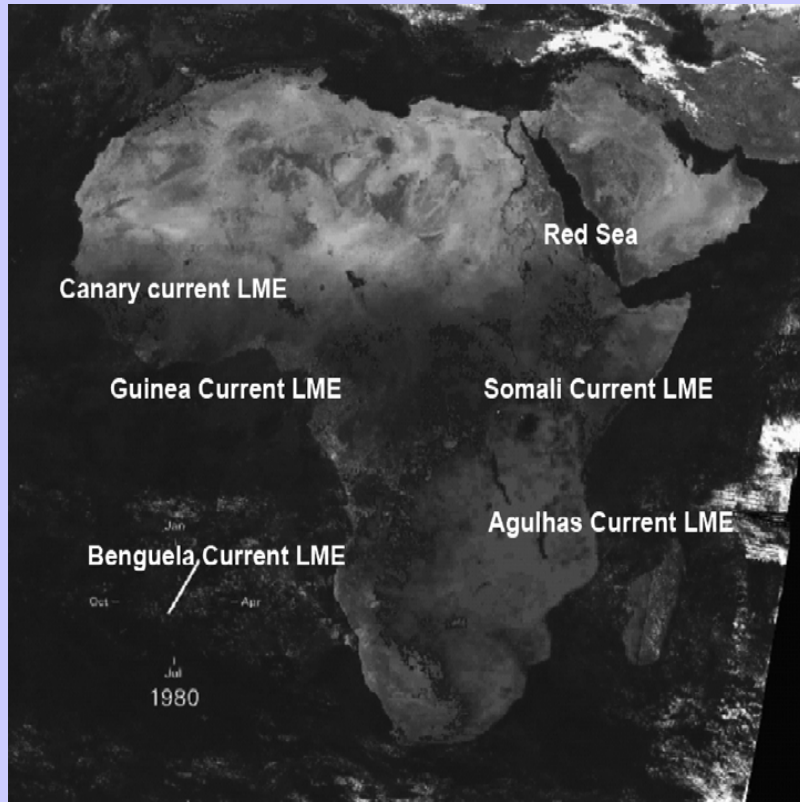 Red Sea
Canary current LME
Guinea Current LME
Somali Current LME
Agulhas Current LME
Jan
Benguela Current LME
Oct
Apr
Jul
1980